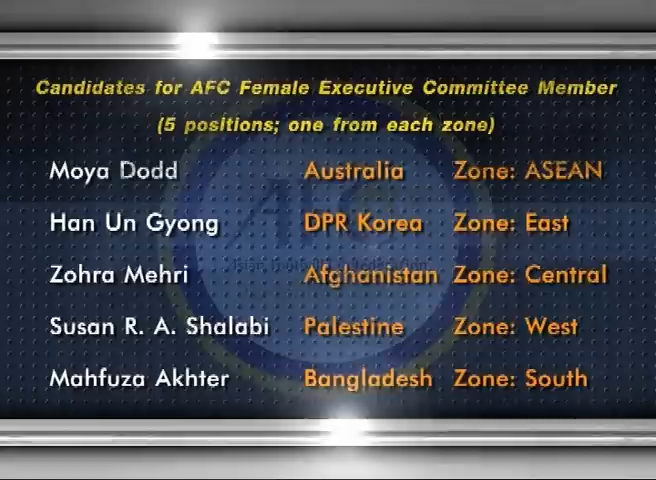 Candidates for AFC Female Executive Committee Member
(5 positions; one from each zone)
Moya Dodd Australia Zone: ASEAN
Han Un Gyong DPR Korea Zone: East
Zohra Mehri Afghanistan Zone: Central
Susan R. A. Shalabi Palestine Zone: West
Mahfuza Akhter Bangladesh Zone: South